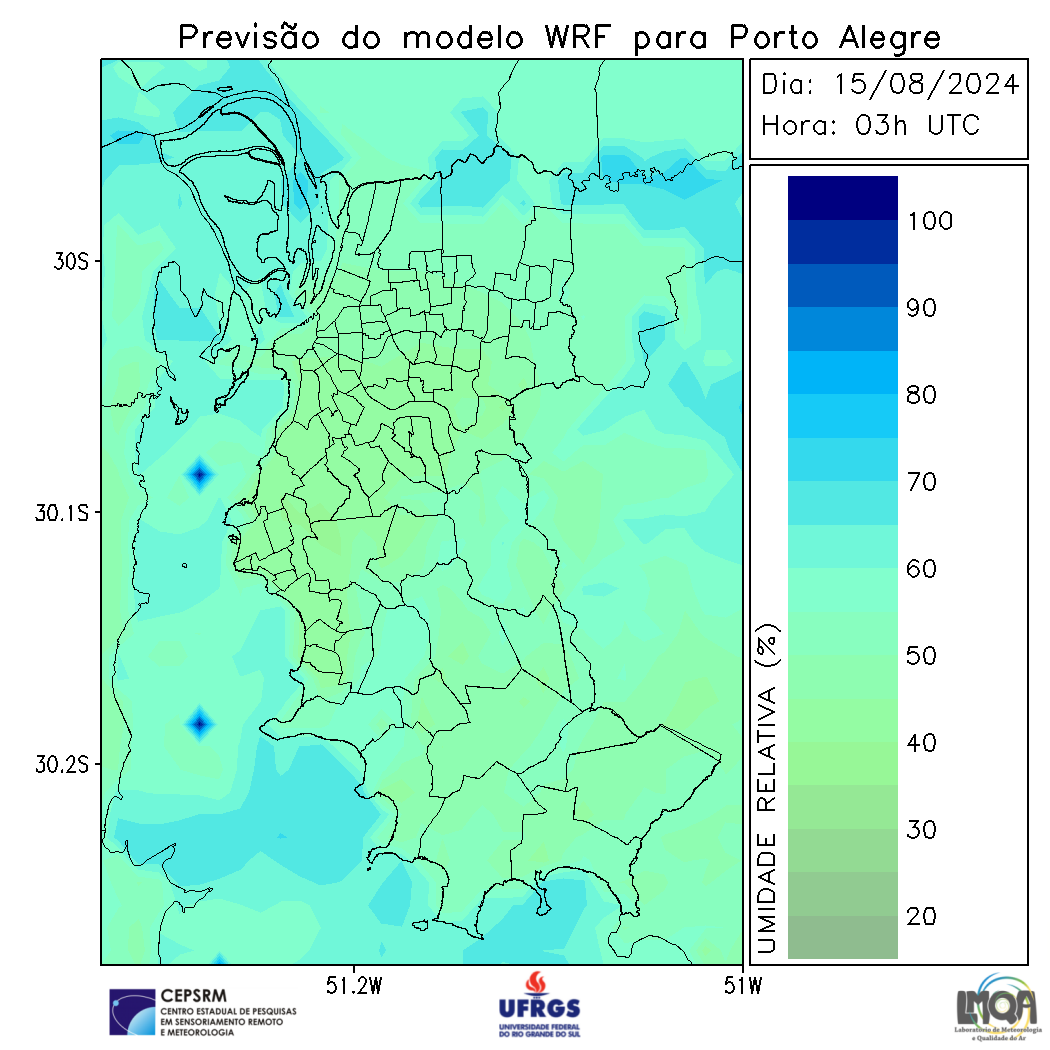 Previsão do modelo WRF para Porto Alegre
Dia: 15/08/2024
Hora: 03h UTC
100
90
80
70
60
50
40
30
20
UMIDADE RELATIVA (%)
30S
30.1S
30.2S
51.2W
51W
CEPSRM
CENTRO ESTADUAL DE PESQUISAS
EM SENSORIAMENTO REMOTO
E METEOROLOGIA
UFRGS
UNIVERSIDADE FEDERAL
DO RIO GRANDE DO SUL
LMQA
Laboratório de Meteorologia
e Qualidade do Ar